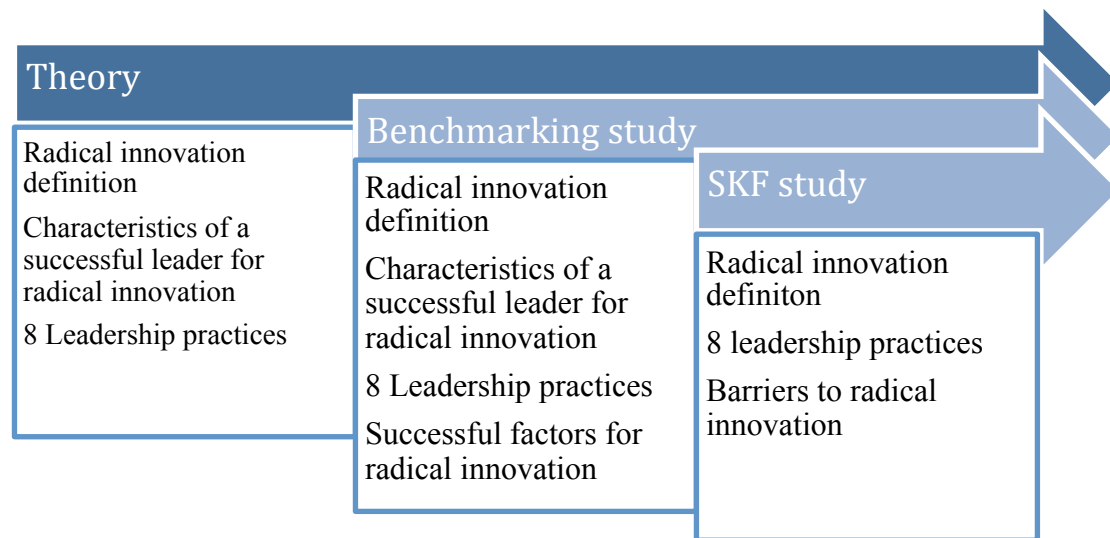 Theory
Radical innovation
definition
Characteristics of a
successful leader for
radical innovation
8 Leadership practices
Benchmarking study
Radical innovation
definition
Characteristics of a
successful leader for
radical innovation
8 Leadership practices
Successful factors for
radical innovation
SKF study
Radical innovation
definiton
8 leadership practices
Barriers to radical
innovation